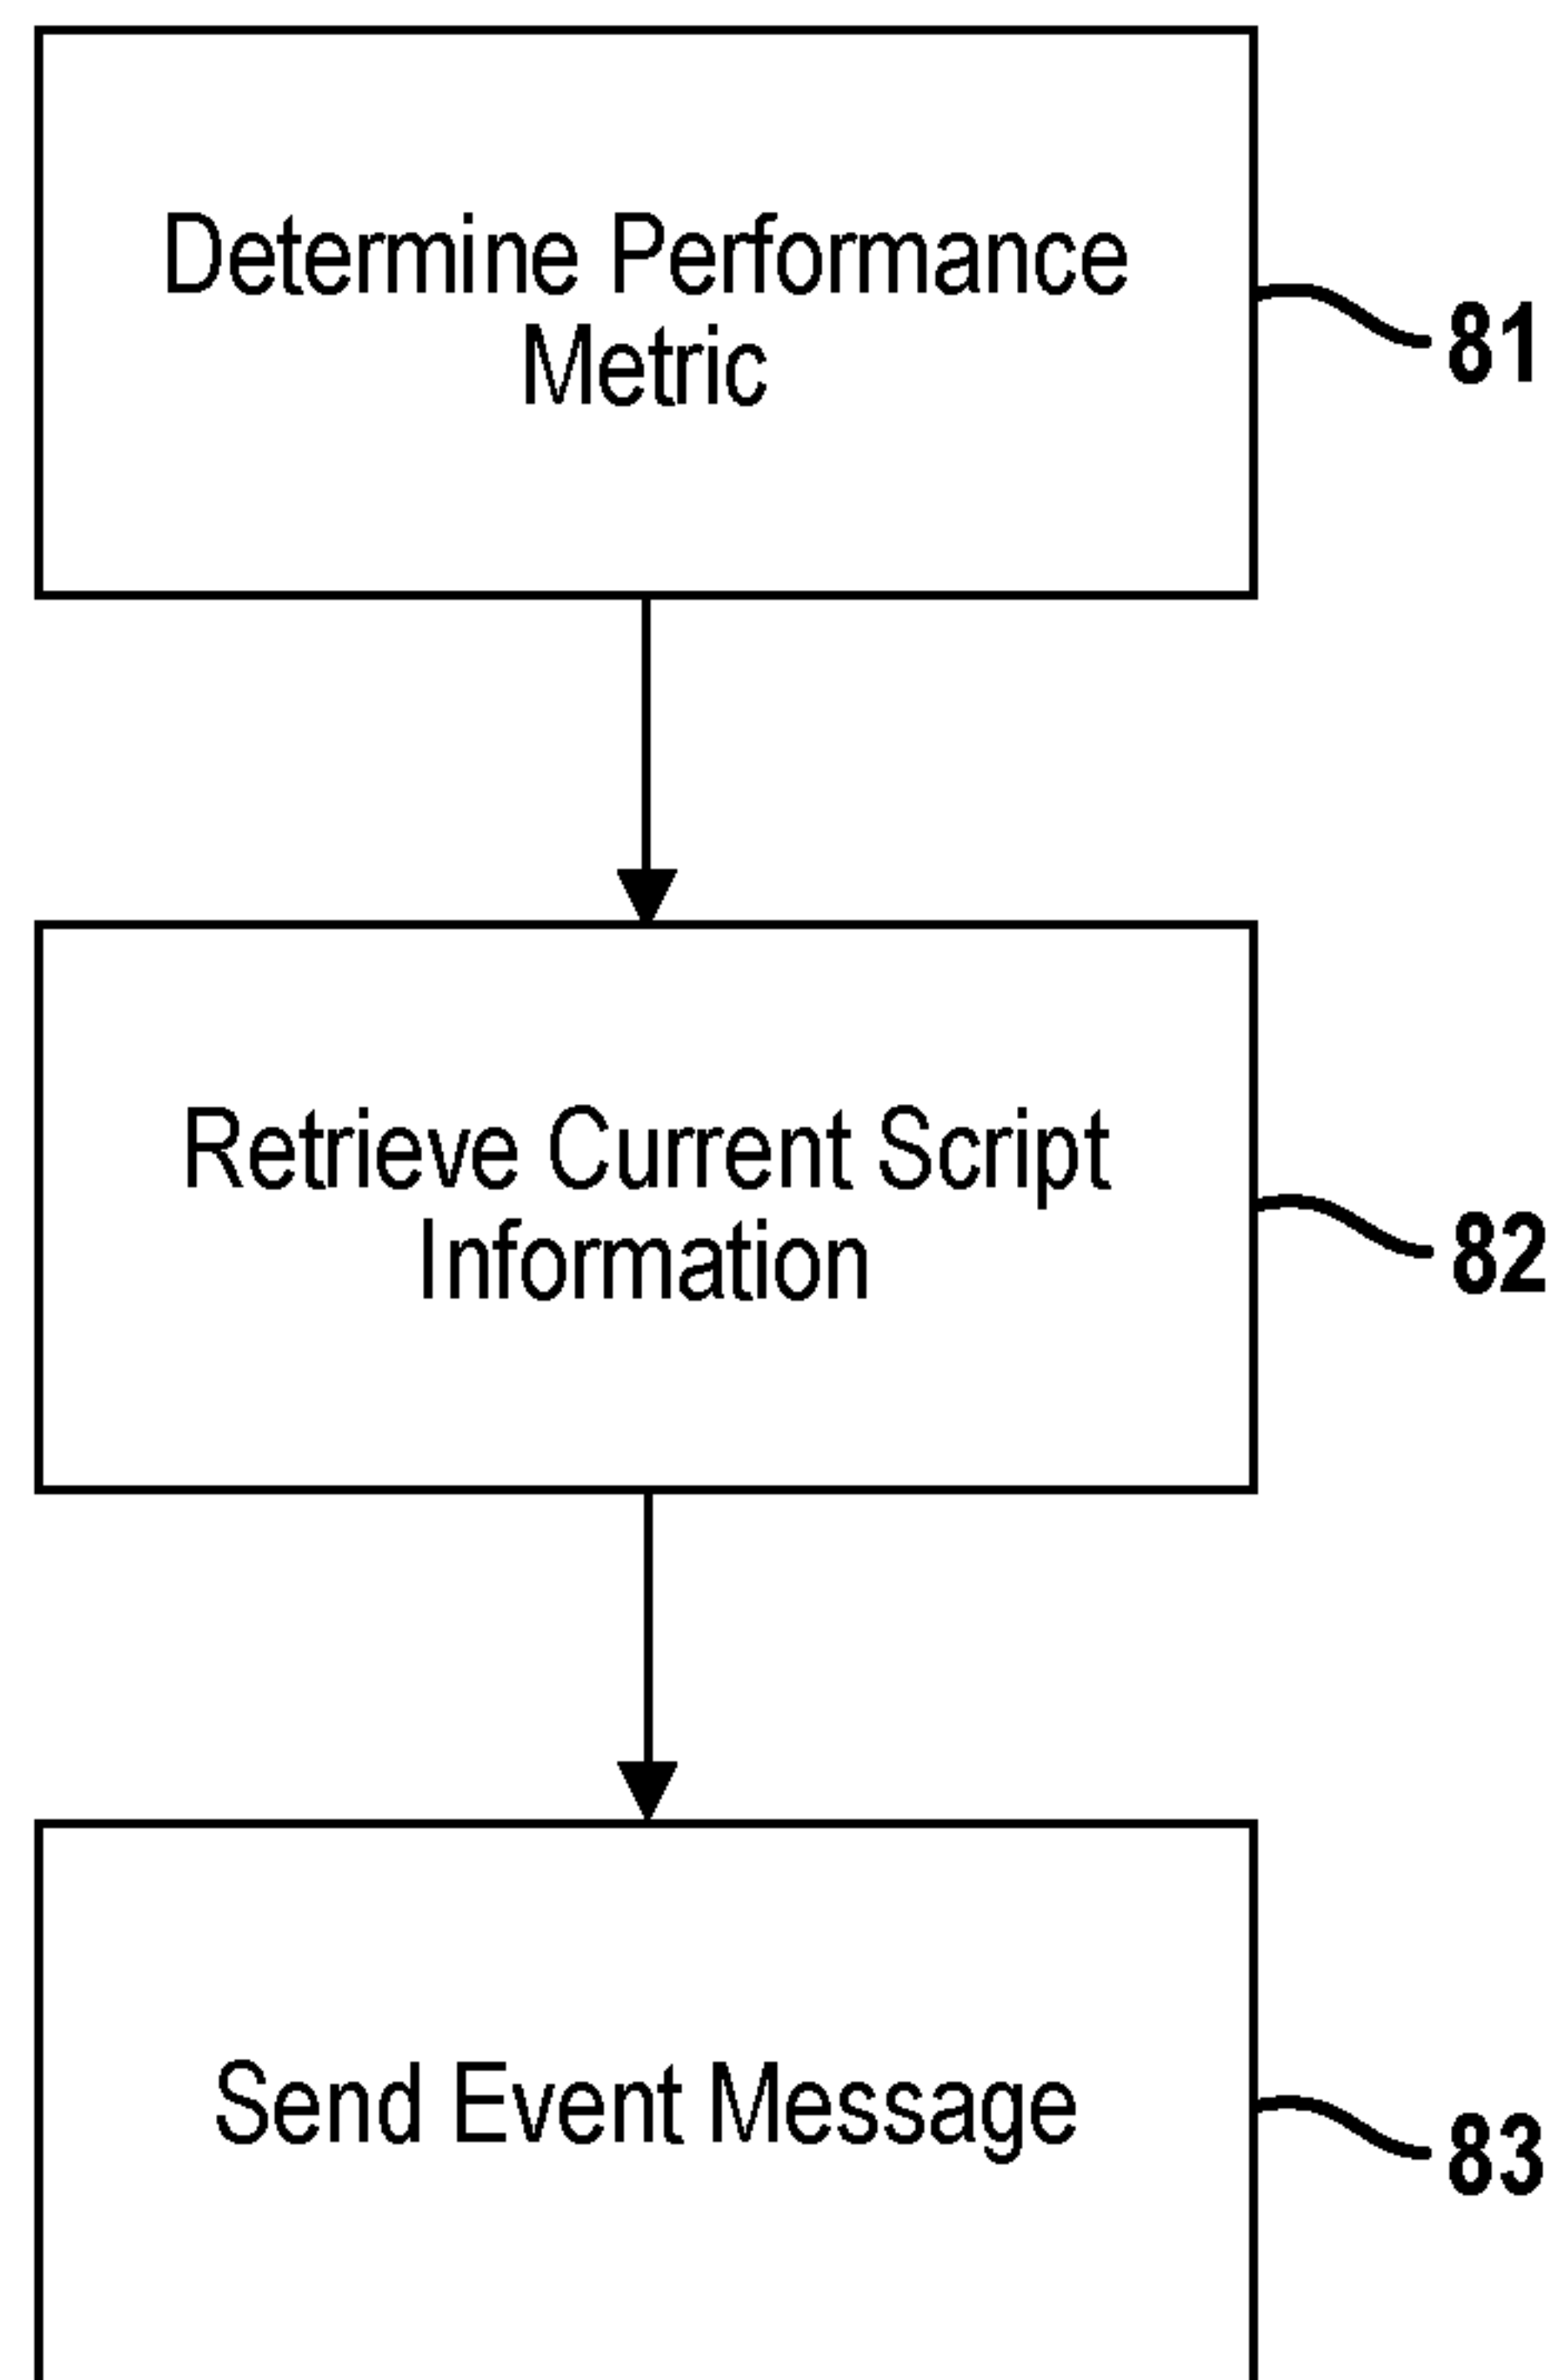 Determine Performance
Metric
81
Retrieve Current Script
Information
82
Send Event Message
83